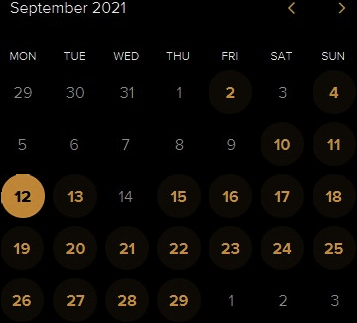 September 2021
MON TUE WED THU FRI SAT SUN
29 30 31 1 2 3 4
5 6 7 8 9 10 11
12 13 14 15 16 17 18
19 20 21 22 23 24 25
26 27 28 29 1 2 3